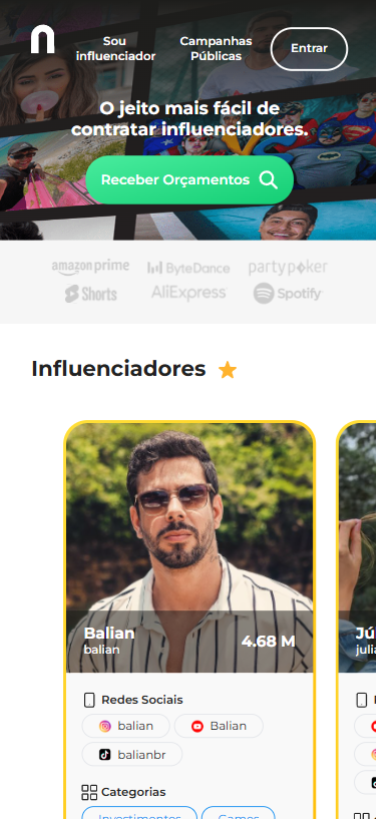 Sou
influenciador
Campanhas
Públicas
Entrar
O jeito mais fácil de
contratar influenciadores.
Receber Orçamentos
amazon prime
ByteDance
partypoker
Shorts
AliExpress
Spotify
Influenciadores
Balian
balian
4.68 M
Redes Sociais
balian
Balian
balianbr
Categorias
Investimentos
Games
Jú
julia